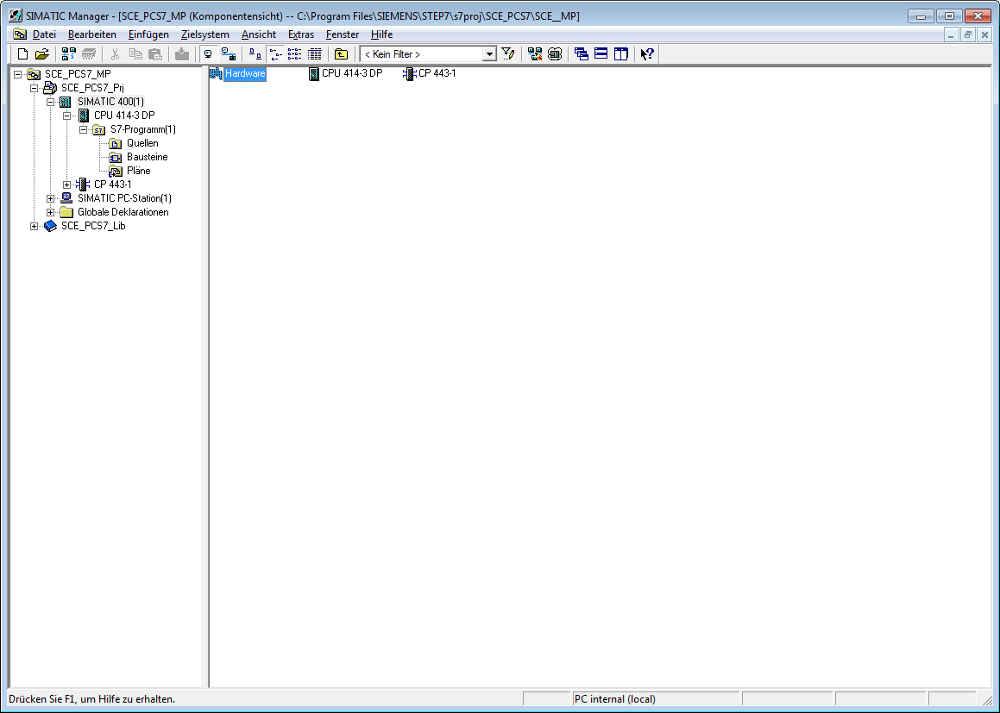 SIMATIC Manager - [SCE_PCS7_MP (Komponentensicht) -- C:\Program Files\SIEMENS\STEP7\s7proj\SCE_PCS7\SCE__MP]
Datei Bearbeiten Einfügen Zielsystem Ansicht Extras Fenster Hilfe
< Kein Filter >
SCE_PCS7_MP
SCE_PCS7_Prj
SIMATIC 400(1)
CPU 414-3 DP
S7-Programm(1)
Quellen
Bausteine
Pläne
CP 443-1
SIMATIC PC-Station(1)
Globale Deklarationen
SCE_PCS7_Lib
Hardware CPU 414-3 DP CP 443-1
Drücken Sie F1, um Hilfe zu erhalten. PC internal (local)